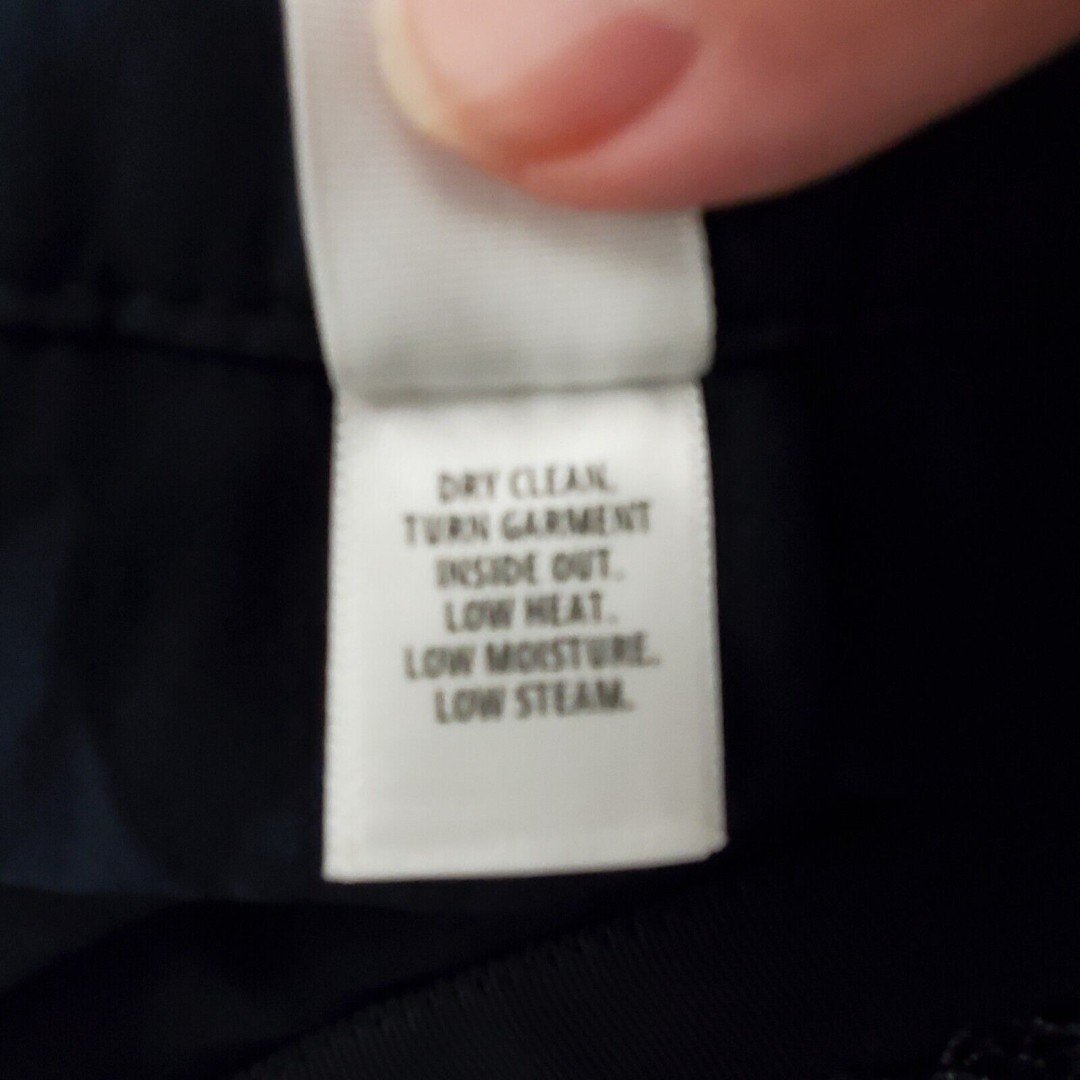 DRY CLEAN.
TURN GARMENT
INSIDE OUT.
LOW HEAT.
LOW MOISTURE.
LOW STEAM.